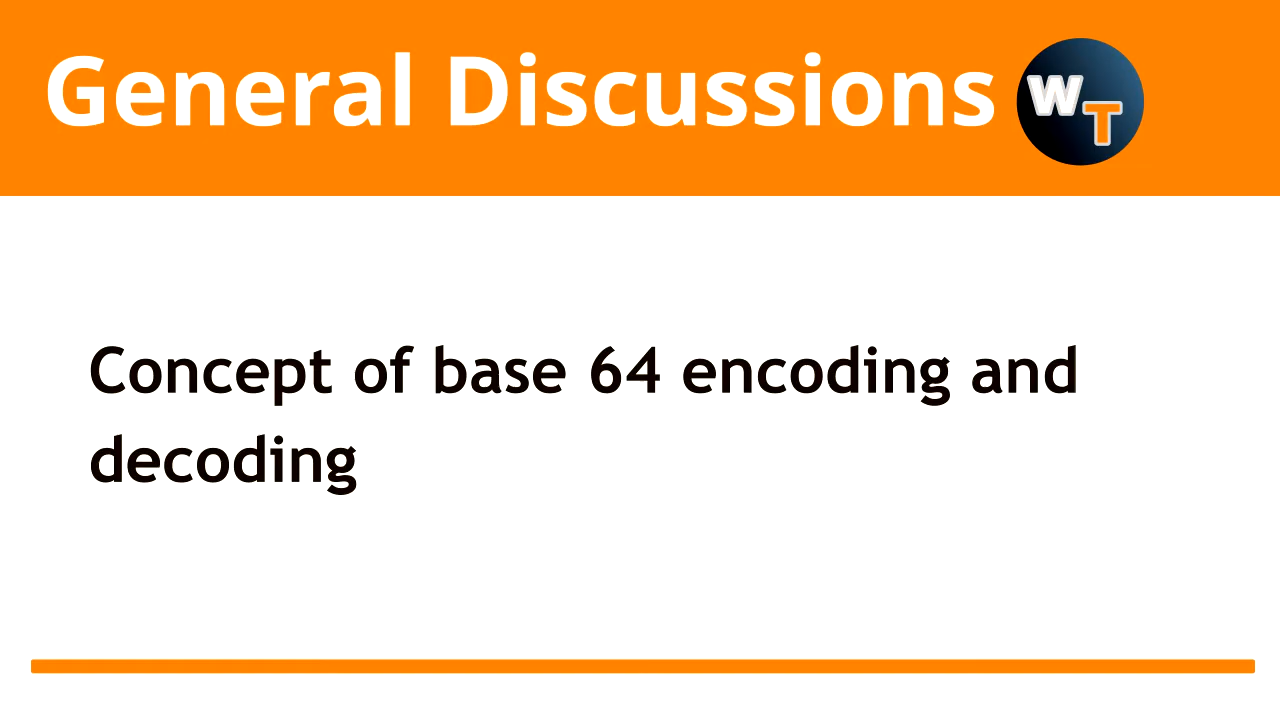 General Discussions
WT
Concept of base 64 encoding and
decoding